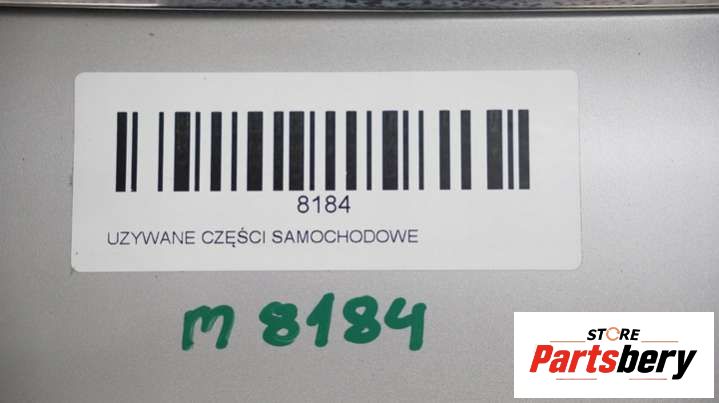 8184
UZYWANE CZĘŚCI SAMOCHODOWE
M 8184
STORE
Partsbery